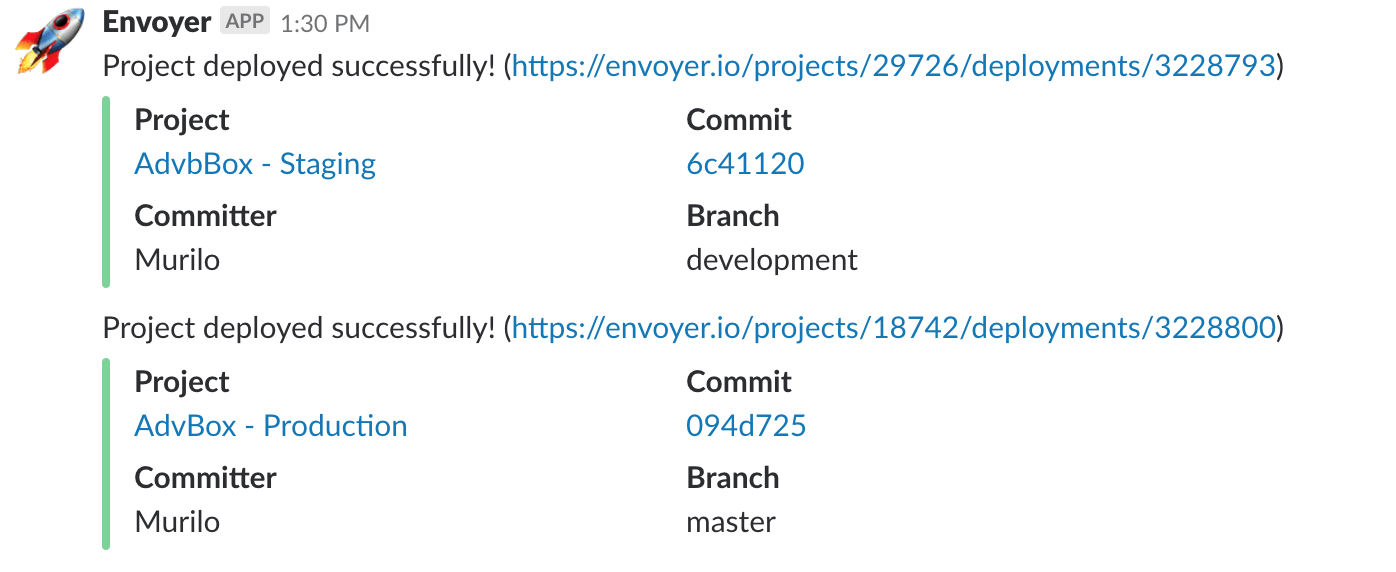 Envoyer APP 1:30 PM
Project deployed successfully! (https://envoyer.io/projects/29726/deployments/3228793)
Project Commit
AdvbBox - Staging 6c41120
Committer Branch
Murilo development
Project deployed successfully! (https://envoyer.io/projects/18742/deployments/3228800)
Project Commit
AdvBox - Production 094d725
Committer Branch
Murilo master